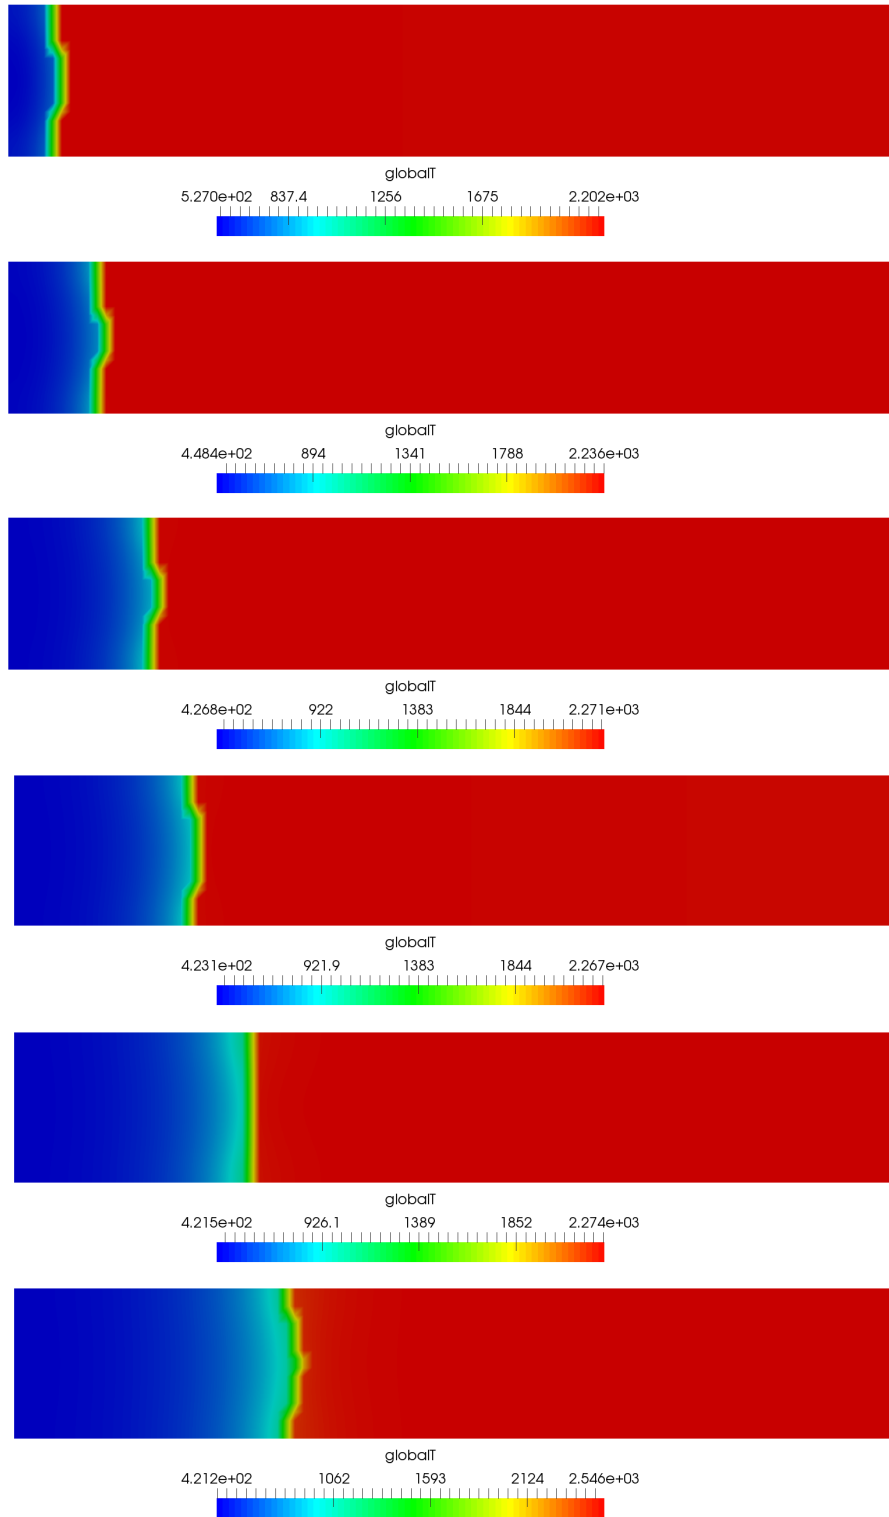 globalT
5.270e+02 837.4 1256 1675 2.202e+03
globalT
4.484e+02 894 1341 1788 2.236e+03
globalT
4.268e+02 922 1383 1844 2.271e+03
globalT
4.231e+02 921.9 1383 1844 2.267e+03
globalT
4.215e+02 926.1 1389 1852 2.274e+03
globalT
4.212e+02 1062 1593 2124 2.546e+03